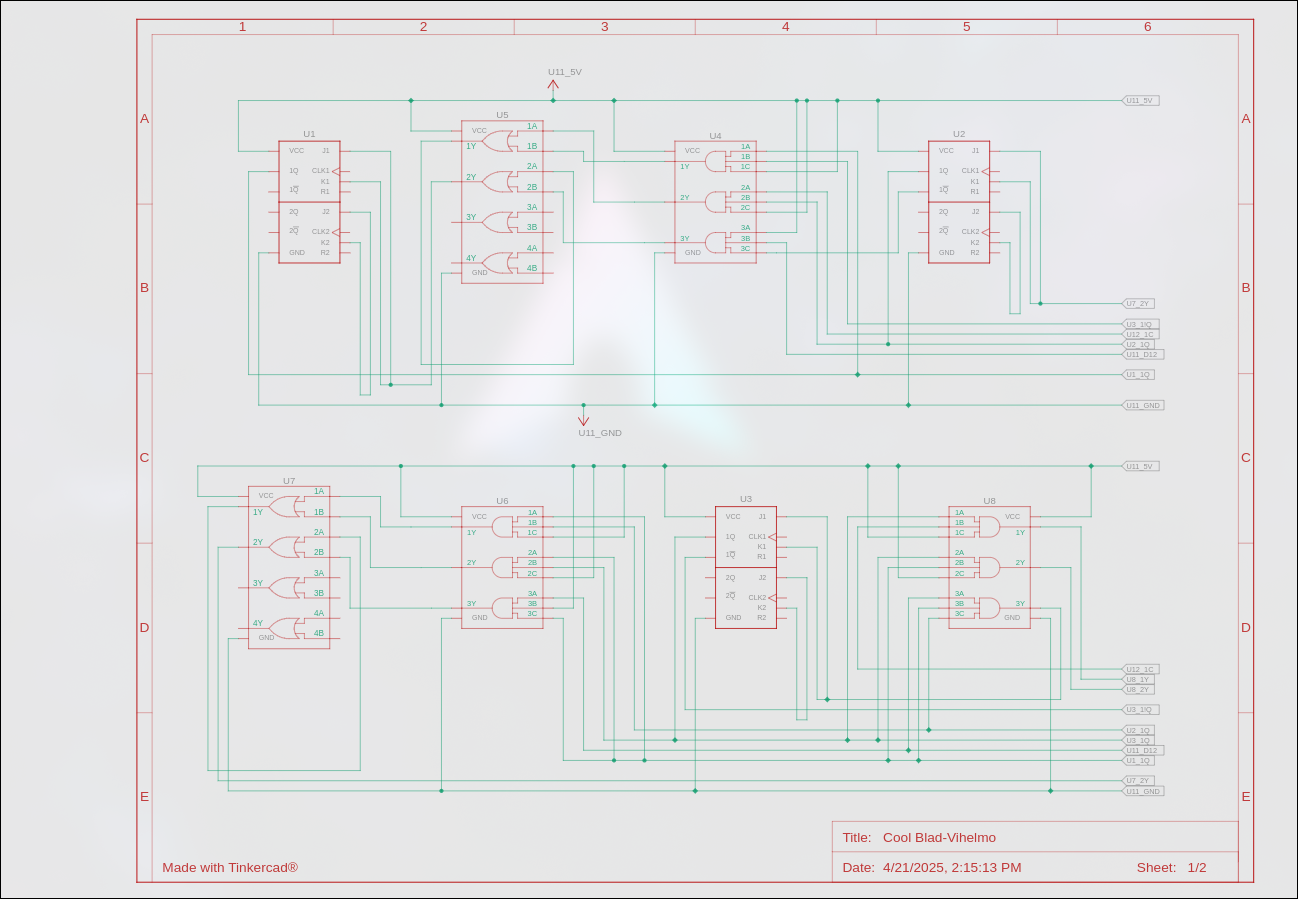 1 2 3 4 5 6
U11_5V
A A
U11_5V
U1
VCC J1
1Q CLK1
K1
1Q̅ R1
2Q J2
2Q̅ CLK2
K2
GND R2
U5
VCC 1A
1Y 1B
2A
2Y
2B
3A
3Y
3B
4A
4Y
GND 4B
U4
VCC 1A
1B
1Y 1C
2A
2Y 2B
2C
3A
3Y 3B
GND 3C
U2
VCC J1
1Q CLK1
K1
1Q̅ R1
2Q J2
2Q̅ CLK2
K2
GND R2
B B
U7_2Y
U3_1!Q
U12_1C
U2_1Q
U11_D12
U1_1Q
U11_GND
U11_GND
C C
U11_5V
U7
VCC 1A
1Y 1B
2A
2Y
2B
3A
3Y
3B
4A
4Y
GND 4B
U6
VCC 1A
1B
1Y 1C
2A
2Y 2B
2C
3A
3Y 3B
GND 3C
U3
VCC J1
1Q CLK1
K1
1Q̅ R1
2Q J2
2Q̅ CLK2
K2
GND R2
U8
1A VCC
1B
1C 1Y
2A
2B 2Y
2C
3A
3B 3Y
3C GND
D D
U12_1C
U8_1Y
U8_2Y
U3_1!Q
U2_1Q
U3_1Q
U11_D12
U1_1Q
U7_2Y
U11_GND
E E
Title: Cool Blad-Vihelmo
Made with Tinkercad®
Date: 4/21/2025, 2:15:13 PM Sheet: 1/2